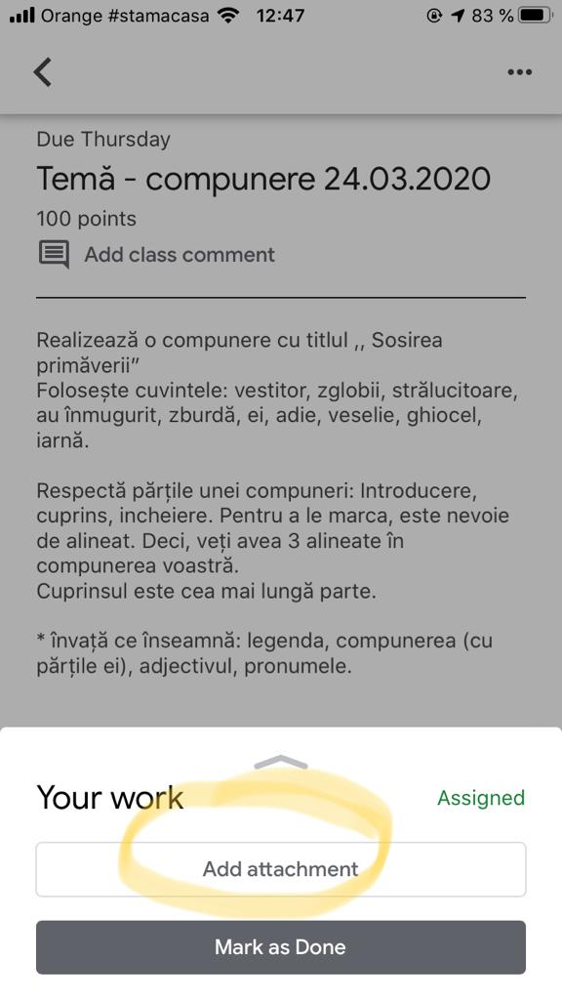 Orange #stamacasa 12:47 83 %
Due Thursday
Temă - compunere 24.03.2020
100 points
Add class comment
Realizează o compunere cu titlul ,, Sosirea
primăverii”
Folosește cuvintele: vestitor, zglobii, strălucitoare,
au înmugurit, zburdă, ei, adie, veselie, ghiocel,
iarnă.
Respectă părțile unei compuneri: Introducere,
cuprins, incheiere. Pentru a le marca, este nevoie
de alineat. Deci, veți avea 3 alineate în
compunerea voastră.
Cuprinsul este cea mai lungă parte.
* învață ce înseamnă: legenda, compunerea (cu
părțile ei), adjectivul, pronumele.
Your work Assigned
Add attachment
Mark as Done